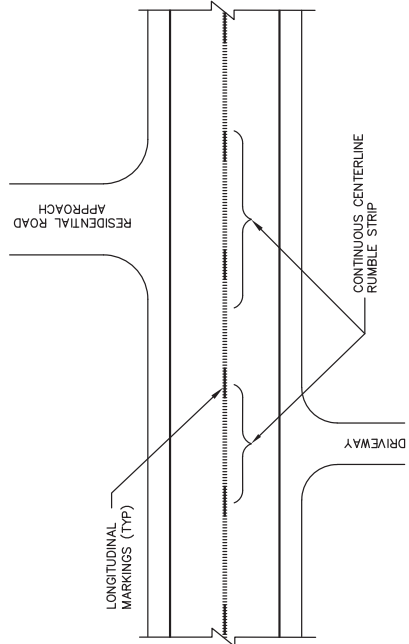 RESIDENTIAL ROAD
APPROACH
LONGITUDINAL
MARKINGS (TYP)
CONTINUOUS CENTERLINE
RUMBLE STRIP
DRIVEWAY